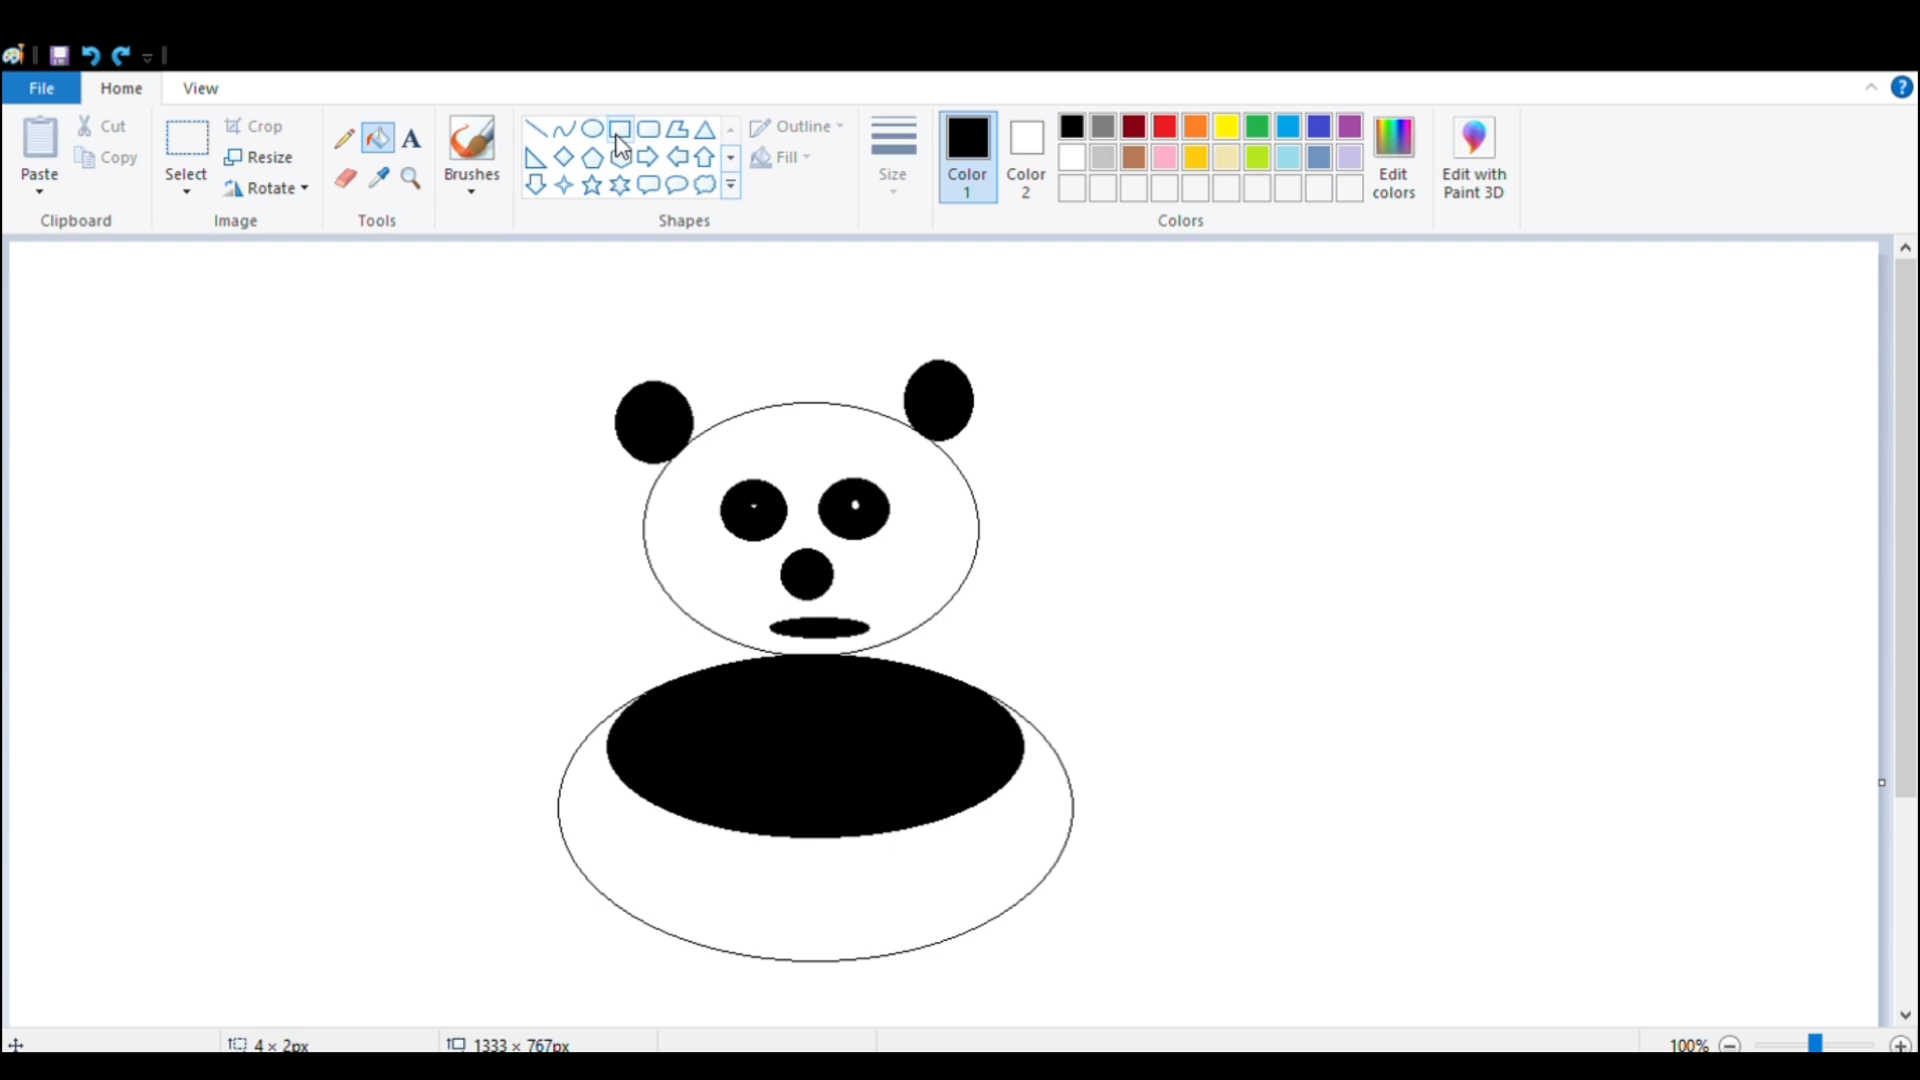 File Home View ?
Paste
Cut
Copy
Clipboard
Select
Crop
Resize
Rotate
Image
A
Tools
Brushes
Outline
Fill
Shapes
Size
Color
1
Color
2
Edit
colors
Colors
Edit with
Paint 3D
4 × 2px 1333 × 767px 100%